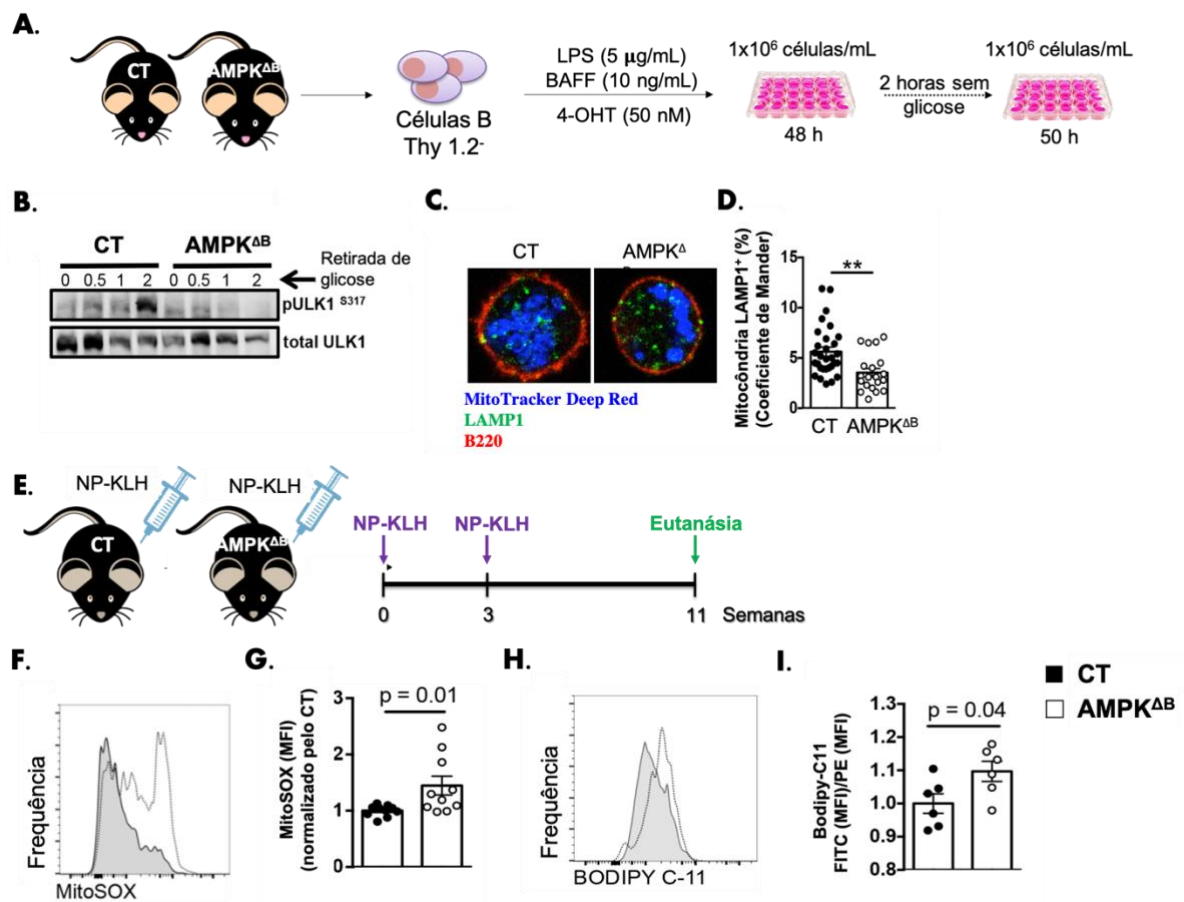 A.
CT
AMPKΔB
Células B
Thy 1.2-
LPS (5 μg/mL)
BAFF (10 ng/mL)
4-OHT (50 nM)
1x10⁶ células/mL
48 h
2 horas sem
glicose
1x10⁶ células/mL
50 h
B.
CT AMPKΔB
0 0.5 1 2 0 0.5 1 2
Retirada de
glicose
pULK1 S317
total ULK1
C.
CT AMPKΔ
MitoTracker Deep Red
LAMP1
B220
D.
Mitocôndria LAMP1⁺ (%)
(Coeficiente de Mander)
15
10
5
0
**
CT AMPKΔB
E.
NP-KLH NP-KLH
CT AMPKΔB
NP-KLH NP-KLH Eutanásia
0 3 11 Semanas
F.
Frequência
MitoSOX
G.
MitoSOX (MFI)
(normalizado pelo CT)
3
2
1
0
p = 0.01
H.
Frequência
BODIPY C-11
I.
Bodipy-C11
FITC (MFI)/PE (MFI)
1.3
1.2
1.1
1.0
0.9
0.8
p = 0.04
CT
AMPKΔB